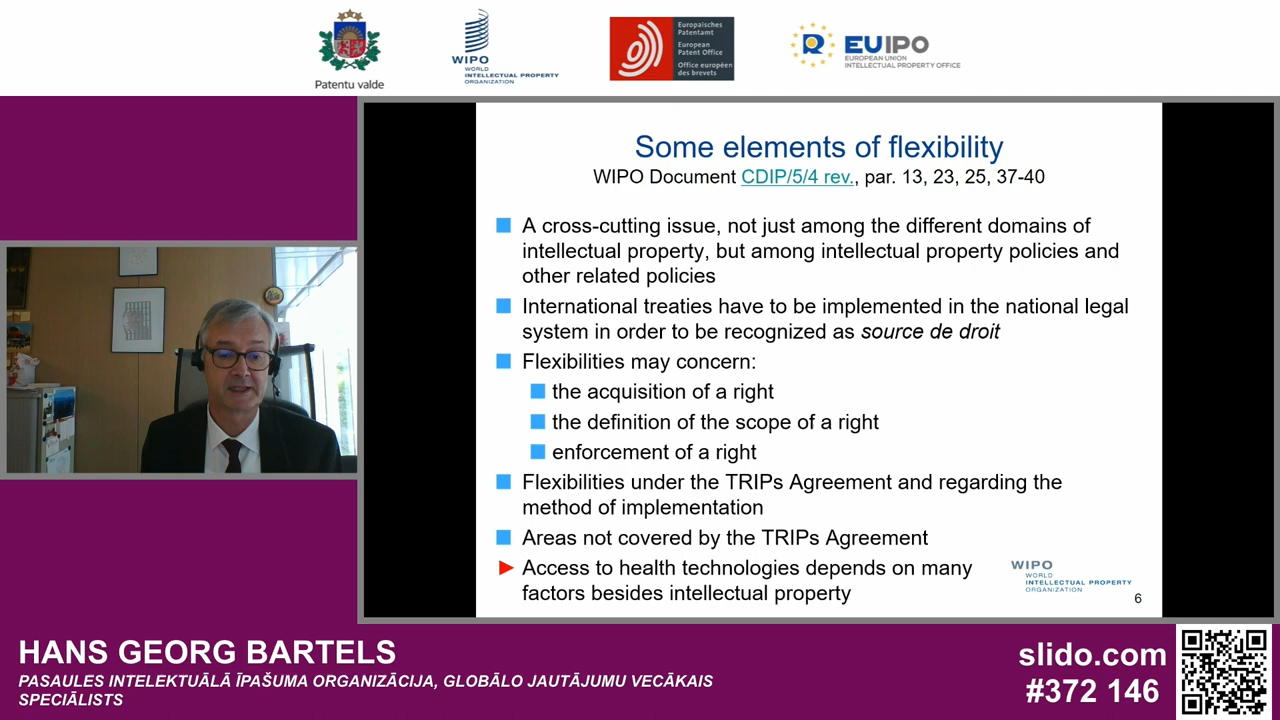 Patentu valde
WIPO
WORLD
INTELLECTUAL PROPERTY
ORGANIZATION
Europäisches
Patentamt
European
Patent Office
Office européen
des brevets
EUIPO
EUROPEAN UNION
INTELLECTUAL PROPERTY OFFICE
Some elements of flexibility
WIPO Document CDIP/5/4 rev., par. 13, 23, 25, 37-40
A cross-cutting issue, not just among the different domains of
intellectual property, but among intellectual property policies and
other related policies
International treaties have to be implemented in the national legal
system in order to be recognized as source de droit
Flexibilities may concern:
the acquisition of a right
the definition of the scope of a right
enforcement of a right
Flexibilities under the TRIPs Agreement and regarding the
method of implementation
Areas not covered by the TRIPs Agreement
Access to health technologies depends on many
factors besides intellectual property
WIPO
WORLD
INTELLECTUAL PROPERTY
ORGANIZATION
6
HANS GEORG BARTELS
PASAULES INTELEKTUĀLĀ ĪPAŠUMA ORGANIZĀCIJA, GLOBĀLO JAUTĀJUMU VECĀKAIS
SPECIĀLISTS
slido.com
#372 146